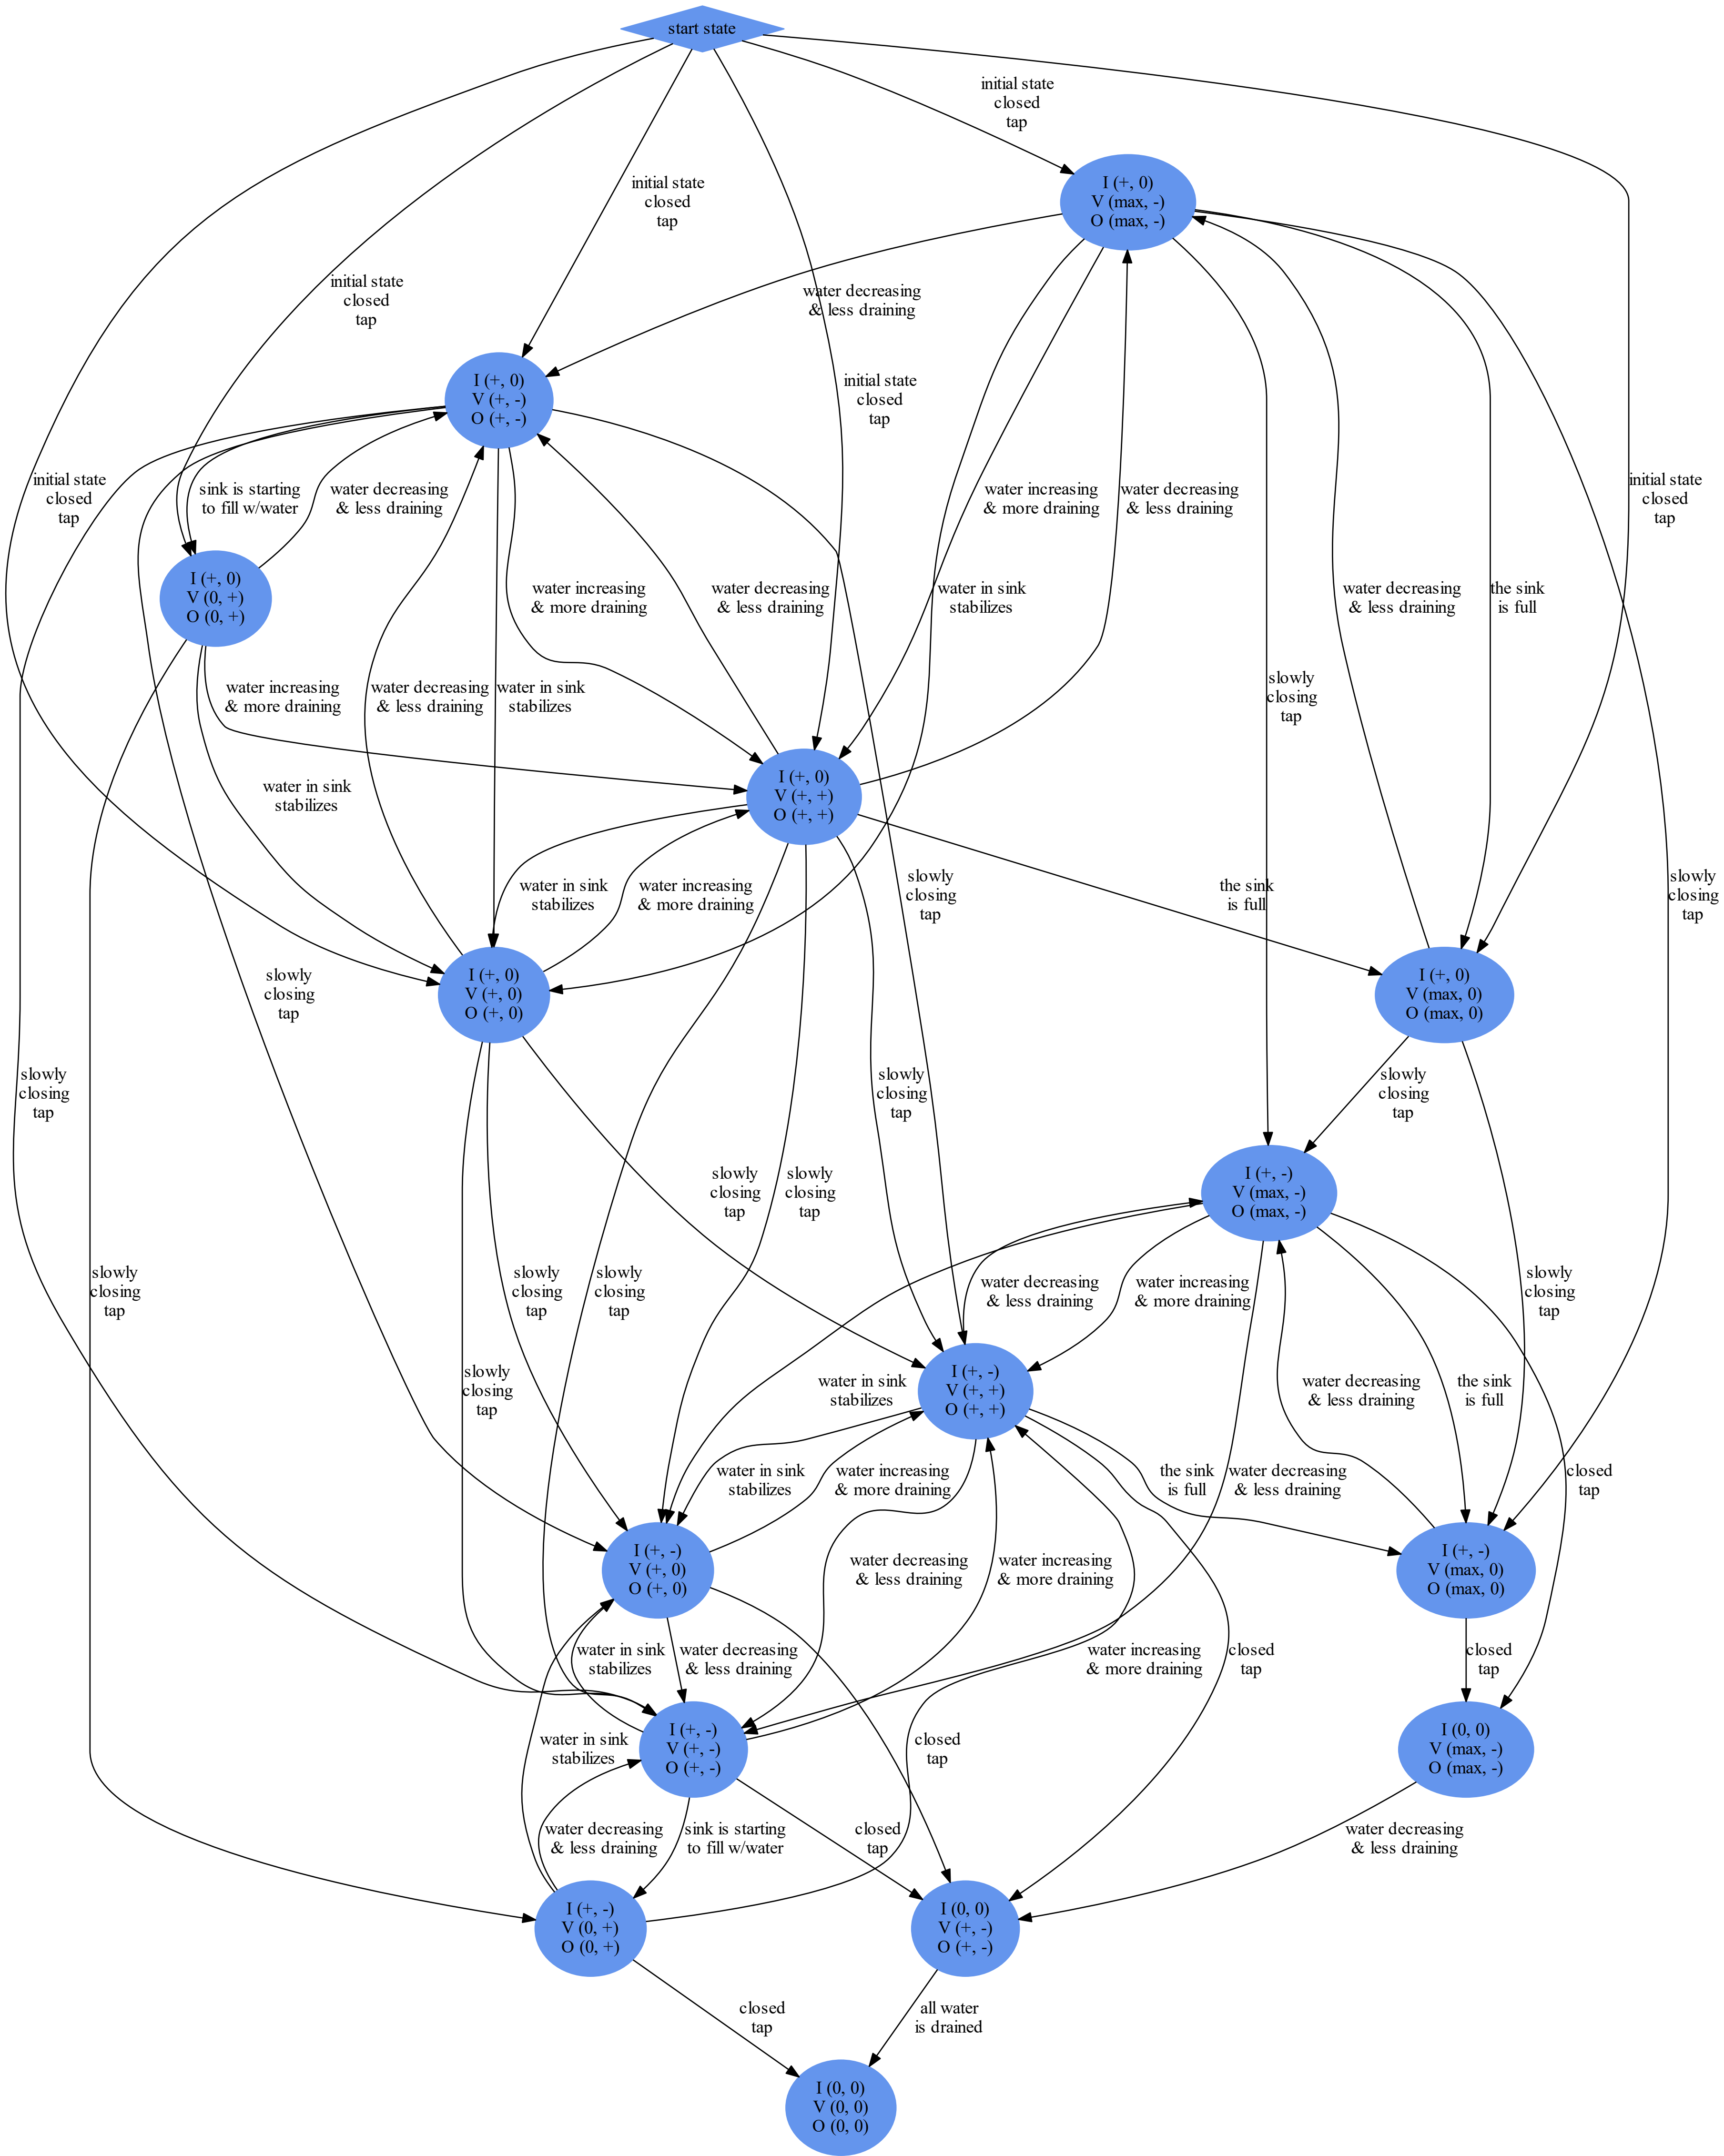 start state
initial state
closed
tap
I (+, 0)
V (max, -)
O (max, -)
initial state
closed
tap
initial state
closed
tap
water decreasing
& less draining
I (+, 0)
V (+, -)
O (+, -)
initial state
closed
tap
initial state
closed
tap
sink is starting
to fill w/water
water decreasing
& less draining
water increasing
& more draining
water decreasing
& less draining
initial state
closed
tap
I (+, 0)
V (0, +)
O (0, +)
water increasing
& more draining
water decreasing
& less draining
water in sink
stabilizes
water decreasing
& less draining
the sink
is full
water increasing
& more draining
water decreasing
& less draining
water in sink
stabilizes
slowly
closing
tap
water in sink
stabilizes
I (+, 0)
V (+, +)
O (+, +)
water in sink
stabilizes
water increasing
& more draining
slowly
closing
tap
the sink
is full
slowly
closing
tap
slowly
closing
tap
I (+, 0)
V (+, 0)
O (+, 0)
I (+, 0)
V (max, 0)
O (max, 0)
slowly
closing
tap
slowly
closing
tap
slowly
closing
tap
slowly
closing
tap
slowly
closing
tap
I (+, -)
V (max, -)
O (max, -)
slowly
closing
tap
slowly
closing
tap
slowly
closing
tap
water decreasing
& less draining
water increasing
& more draining
slowly
closing
tap
slowly
closing
tap
water in sink
stabilizes
I (+, -)
V (+, +)
O (+, +)
water decreasing
& less draining
the sink
is full
water in sink
stabilizes
water increasing
& more draining
the sink
is full
water decreasing
& less draining
closed
tap
I (+, -)
V (+, 0)
O (+, 0)
water decreasing
& less draining
water increasing
& more draining
I (+, -)
V (max, 0)
O (max, 0)
water in sink
stabilizes
water decreasing
& less draining
water increasing
& more draining
closed
tap
closed
tap
water in sink
stabilizes
I (+, -)
V (+, -)
O (+, -)
closed
tap
I (0, 0)
V (max, -)
O (max, -)
water decreasing
& less draining
sink is starting
to fill w/water
closed
tap
water decreasing
& less draining
I (+, -)
V (0, +)
O (0, +)
I (0, 0)
V (+, -)
O (+, -)
closed
tap
all water
is drained
I (0, 0)
V (0, 0)
O (0, 0)